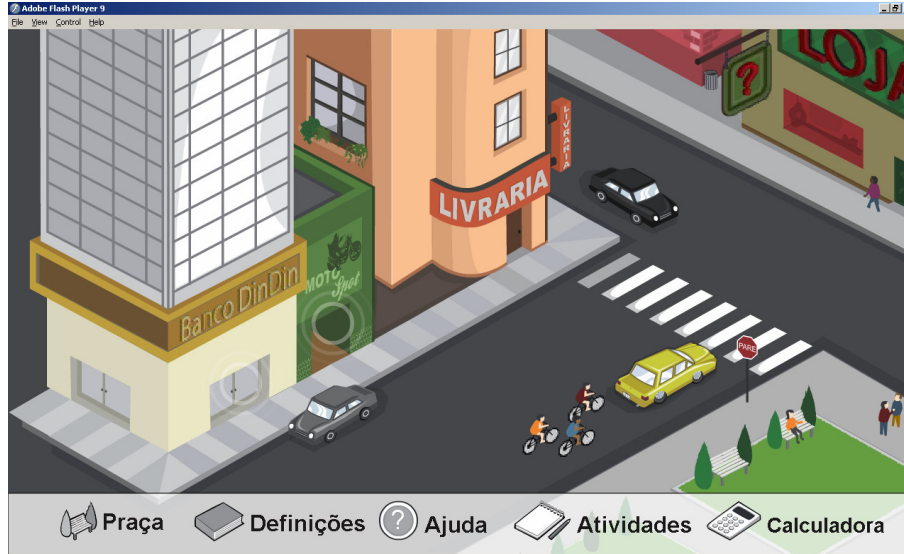 Adobe Flash Player 9
File View Control Help
LOJA
?
LIVRARIA
LIVRARIA
Banco DinDin
MOTO
Spot
PARE
Praça
Definições
? Ajuda
Atividades
Calculadora